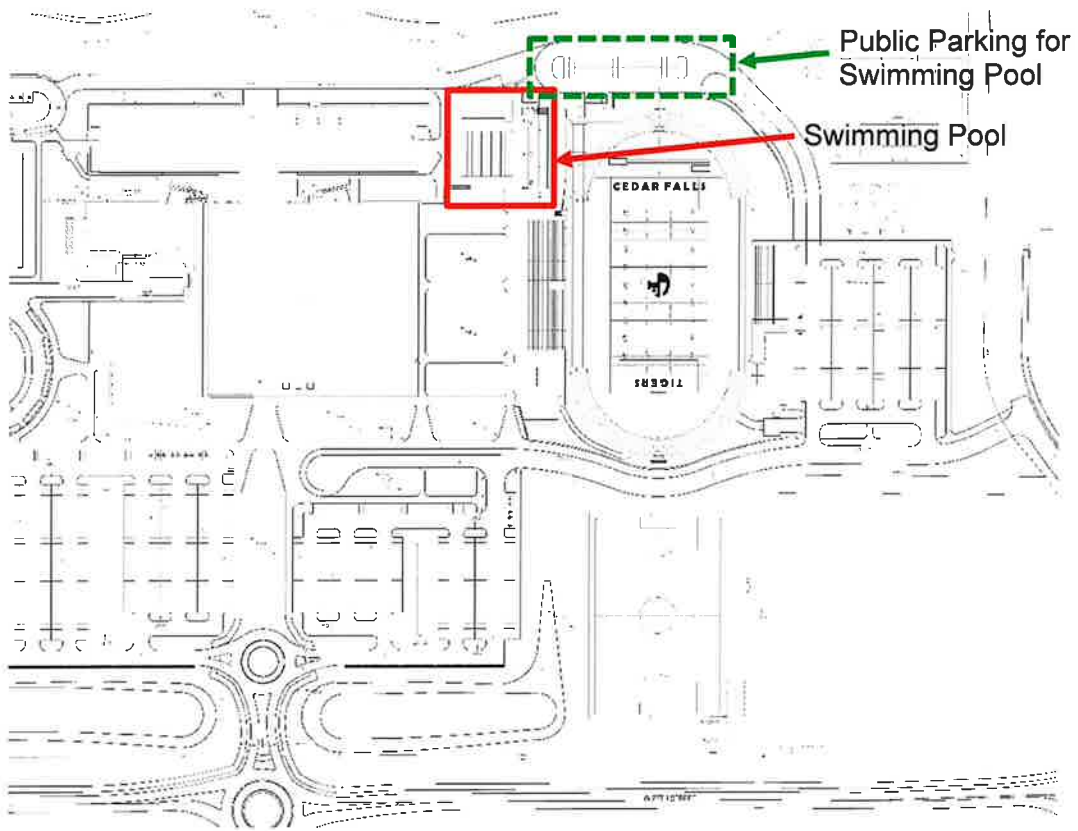 Public Parking for
Swimming Pool
Swimming Pool
CEDAR FALLS
TIGERS